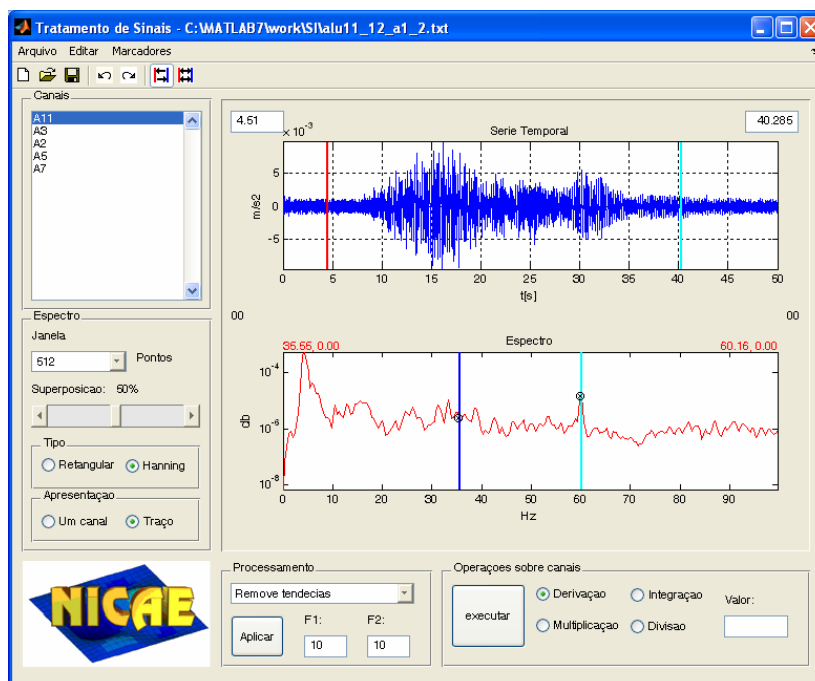 Tratamento de Sinais - C:\MATLAB7\work\SI\alu11_12_a1_2.txt
Arquivo Editar Marcadores
Canais
A11
A3
A2
A5
A7
4.51
40.285
× 10⁻³
Serie Temporal
m/s2
5
0
-5
0 5 10 15 20 25 30 35 40 45 50
t[s]
00
00
Espectro
Janela
512
Pontos
Superposicao: 50%
Tipo
Retangular
Hanning
Apresentaçao
Um canal
Traço
35.55, 0.00
Espectro
60.16, 0.00
db
10⁻⁴
10⁻⁶
10⁻⁸
0 10 20 30 40 50 60 70 80 90
Hz
NICAE
Processamento
Remove tendecias
Aplicar
F1:
F2:
10
10
Operaçoes sobre canais
executar
Derivaçao
Integraçao
Multiplicaçao
Divisao
Valor: